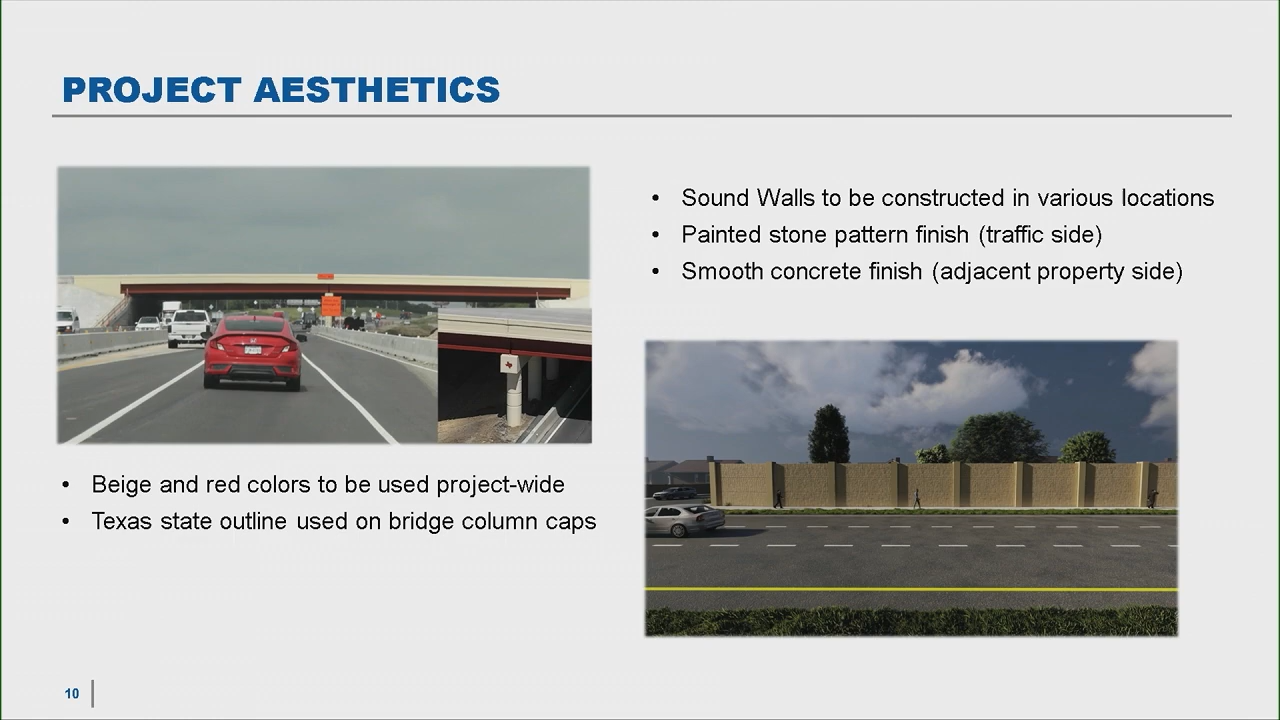 PROJECT AESTHETICS
• Sound Walls to be constructed in various locations
• Painted stone pattern finish (traffic side)
• Smooth concrete finish (adjacent property side)
• Beige and red colors to be used project-wide
• Texas state outline used on bridge column caps
10